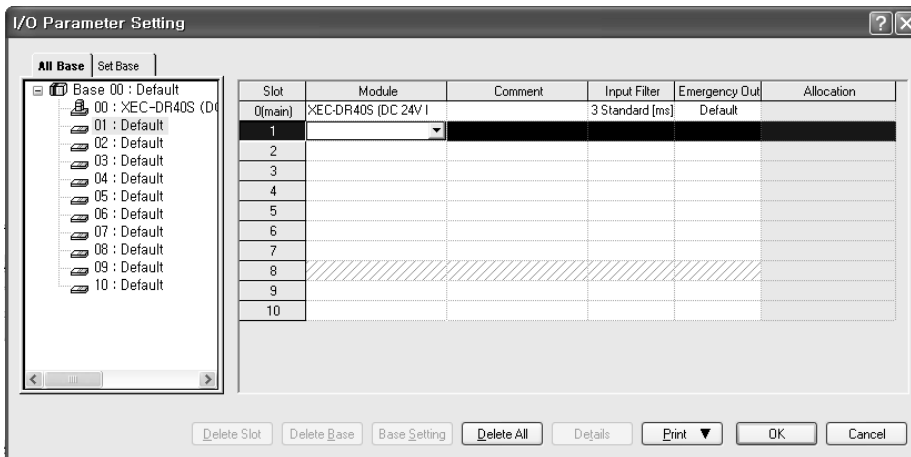 I/O Parameter Setting
All Base Set Base
Base 00 : Default
00 : XEC-DR40S (D
01 : Default
02 : Default
03 : Default
04 : Default
05 : Default
06 : Default
07 : Default
08 : Default
09 : Default
10 : Default
Slot Module Comment Input Filter Emergency Out Allocation
0(main) XEC-DR40S (DC 24V I 3 Standard [ms] Default
1
2
3
4
5
6
7
8
9
10
Delete Slot Delete Base Base Setting Delete All Details Print ▼ OK Cancel